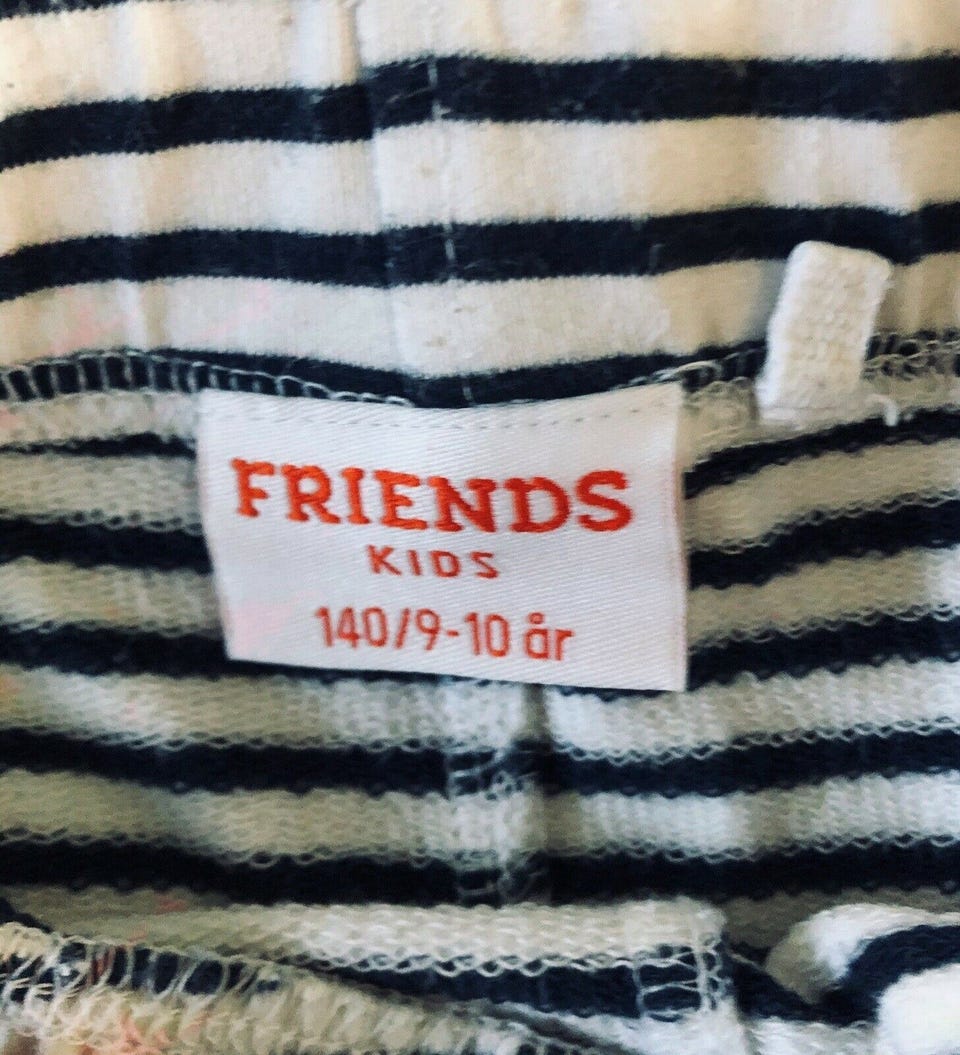 FRIENDS
KIDS
140/9-10 år